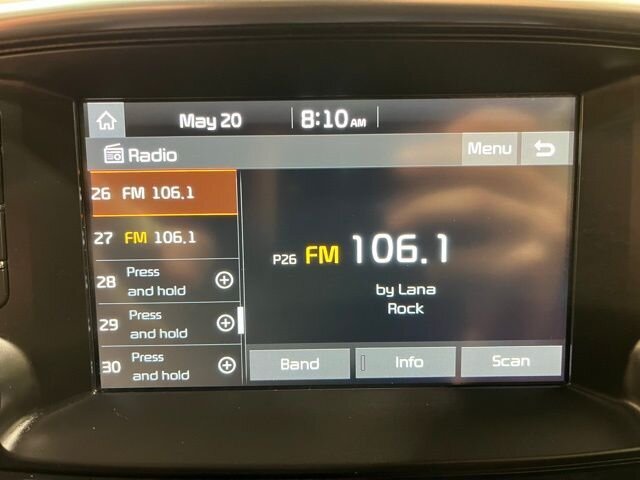 May 20 8:10 AM
Radio Menu
26 FM 106.1
27 FM 106.1
28 Press
and hold
29 Press
and hold
30 Press
and hold
P26 FM 106.1
by Lana
Rock
Band Info Scan